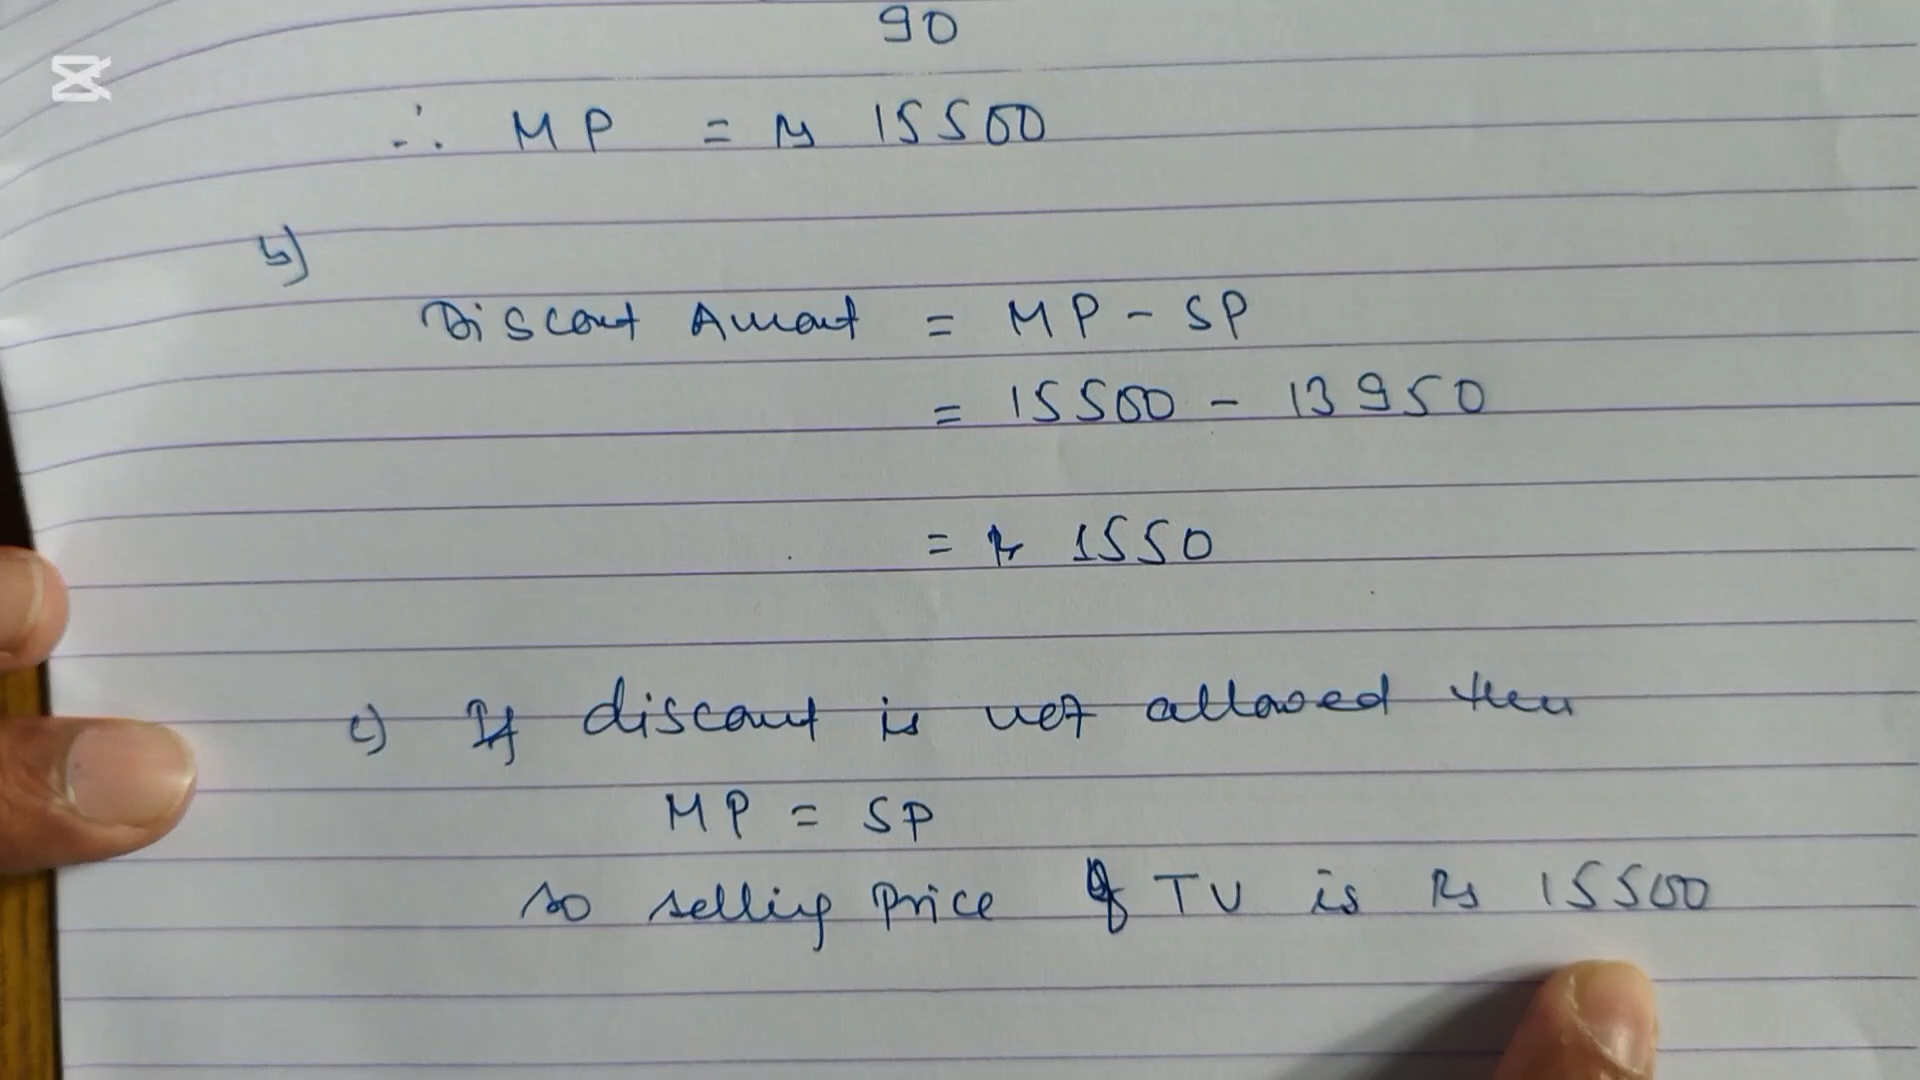 90
∴ MP = Rs 15500
b)
Discount Amount = MP - SP
= 15500 - 13950
= Rs 1550
c) If discount is not allowed then
MP = SP
so selling price of TV is Rs 15500